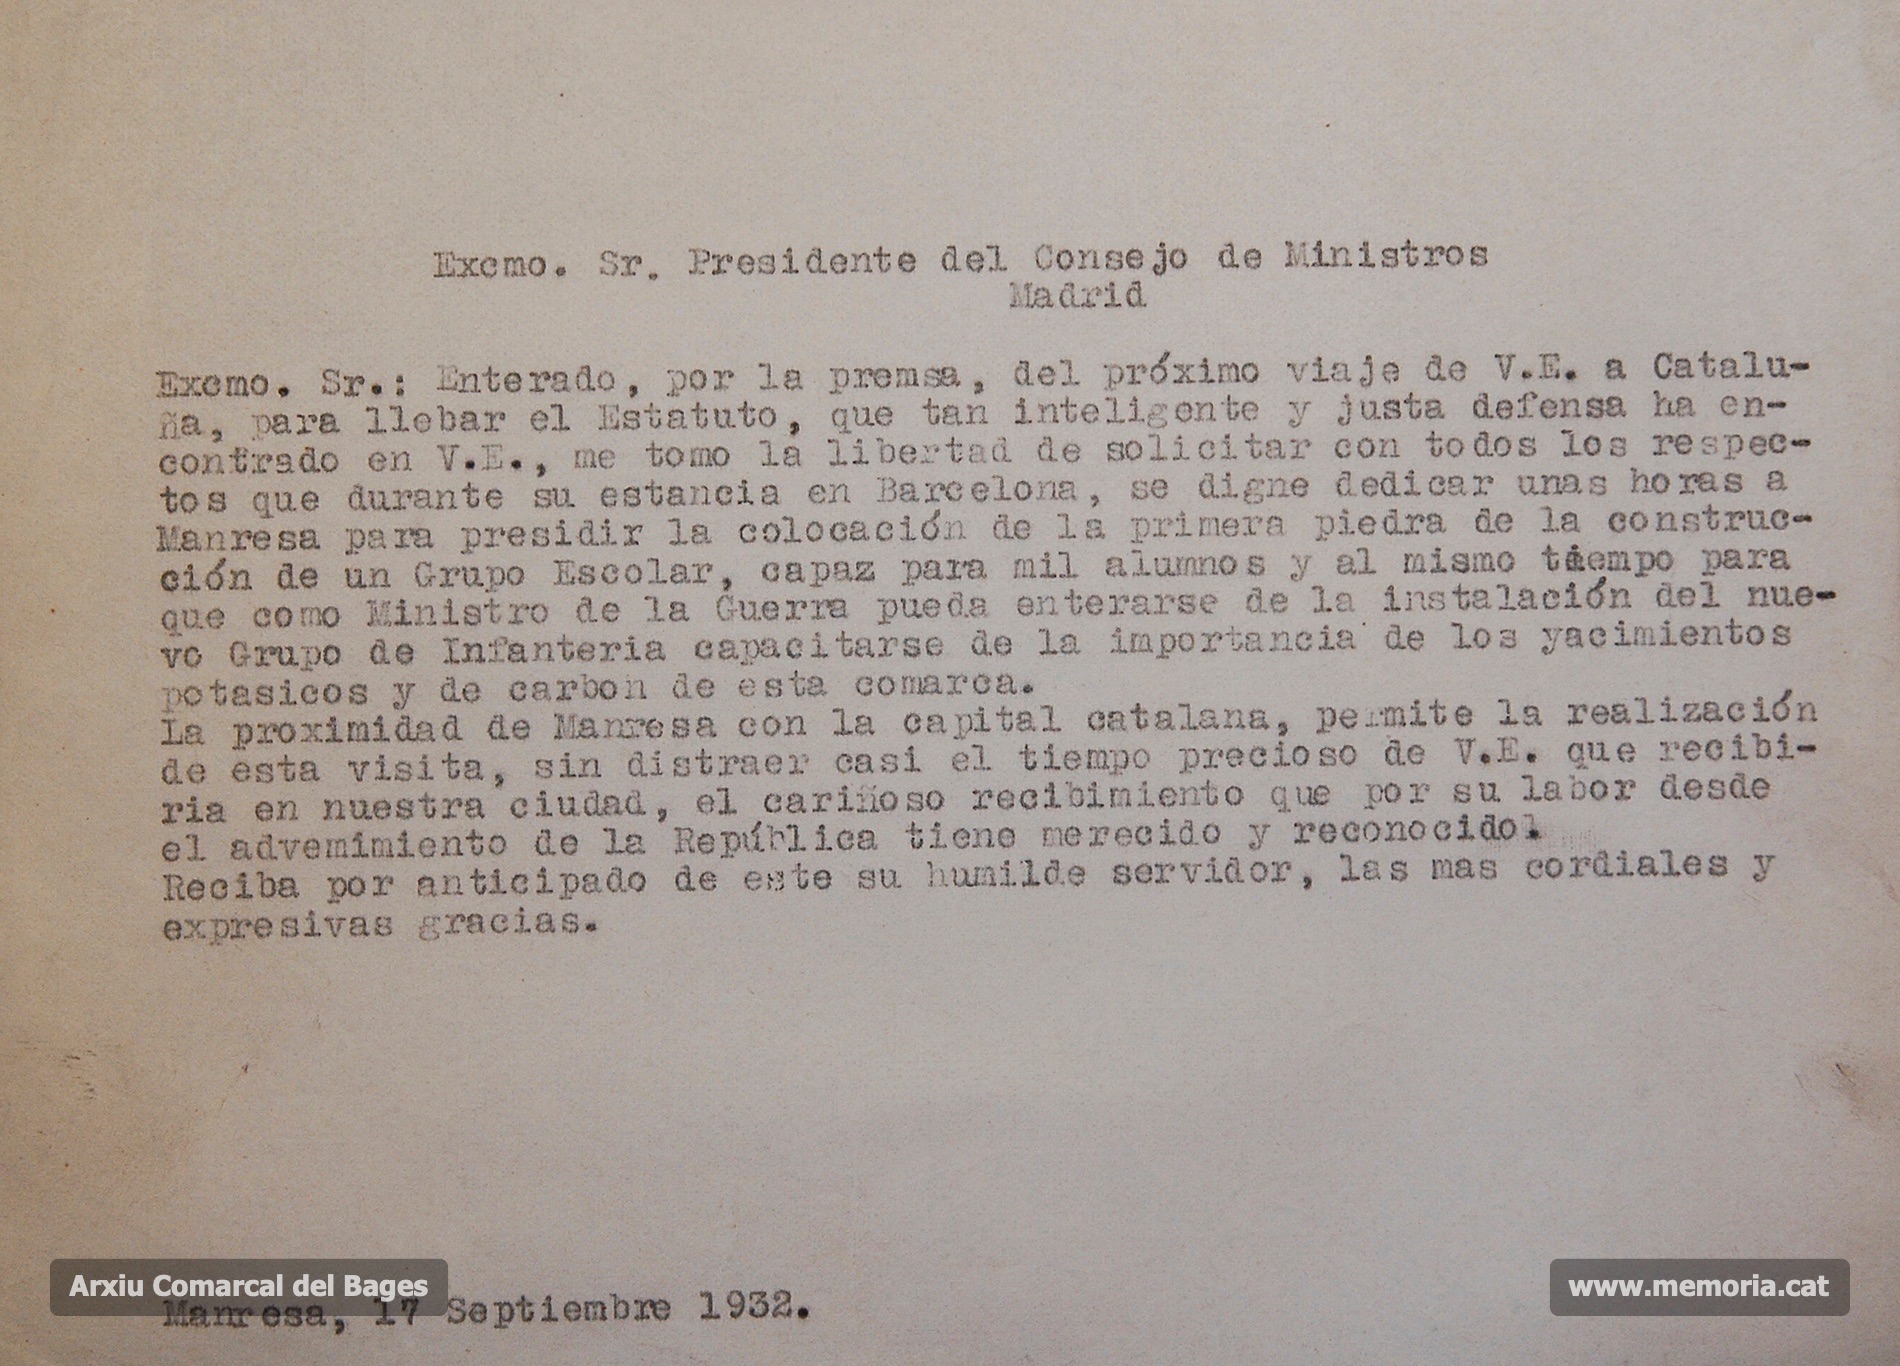 Excmo. Sr. Presidente del Consejo de Ministros
Madrid
Excmo. Sr.: Enterado, por la premsa, del próximo viaje de V.E. a Catalu-
ña, para llebar el Estatuto, que tan inteligente y justa defensa ha en-
contrado en V.E., me tomo la libertad de solicitar con todos los respec-
tos que durante su estancia en Barcelona, se digne dedicar unas horas a
Manresa para presidir la colocación de la primera piedra de la construc-
ción de un Grupo Escolar, capaz para mil alumnos y al mismo tiempo para
que como Ministro de la Guerra pueda enterarse de la instalación del nue-
vo Grupo de Infanteria capacitarse de la importancia de los yacimientos
potasicos y de carbon de esta comarca.
La proximidad de Manresa con la capital catalana, permite la realización
de esta visita, sin distraer casi el tiempo precioso de V.E. que recibi-
ria en nuestra ciudad, el cariñoso recibimiento que por su labor desde
el advemimiento de la República tiene merecido y reconocido.
Reciba por anticipado de este su humilde servidor, las mas cordiales y
expresivas gracias.
Arxiu Comarcal del Bages
www.memoria.cat
Manresa, 17 Septiembre 1932.